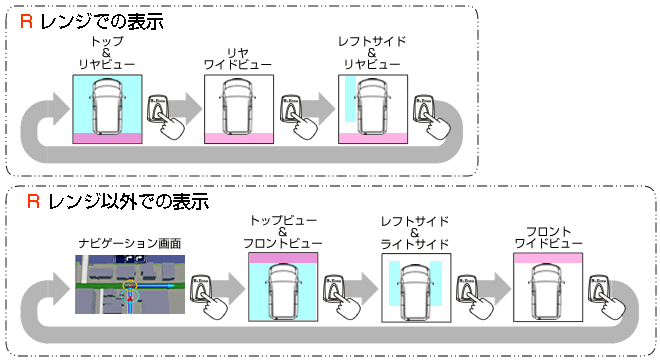 R レンジでの表示
トップ
&
リヤビュー
リヤ
ワイドビュー
レフトサイド
&
リヤビュー
R レンジ以外での表示
ナビゲーション画面
トップビュー
&
フロントビュー
レフトサイド
&
ライトサイド
フロント
ワイドビュー